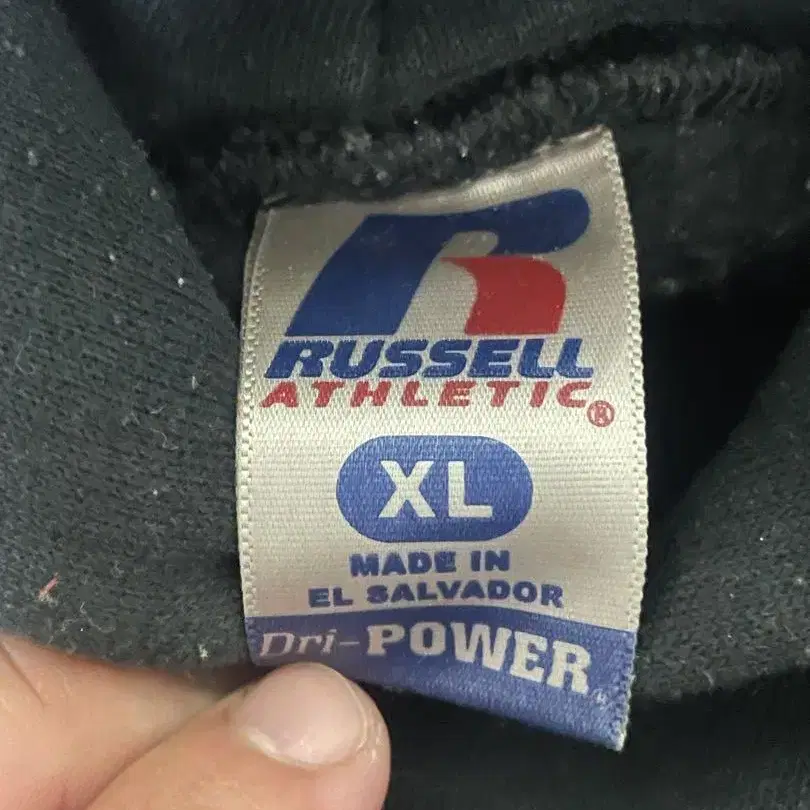 RUSSELL
ATHLETIC®
XL
MADE IN
EL SALVADOR
Dri-POWER